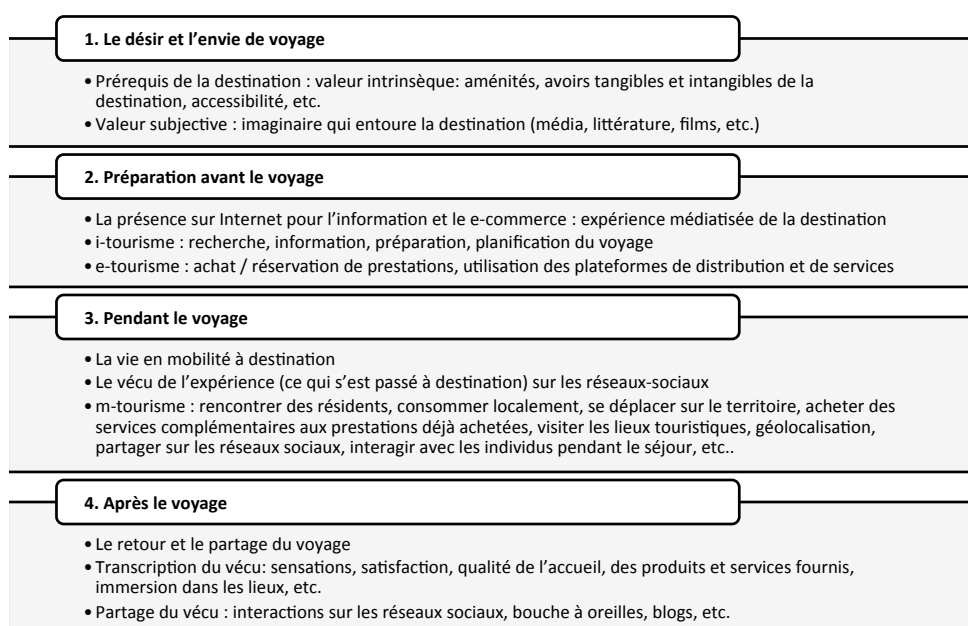 1. Le désir et l’envie de voyage
• Prérequis de la destination : valeur intrinsèque: aménités, avoirs tangibles et intangibles de la
destination, accessibilité, etc.
• Valeur subjective : imaginaire qui entoure la destination (média, littérature, films, etc.)
2. Préparation avant le voyage
• La présence sur Internet pour l’information et le e-commerce : expérience médiatisée de la destination
• i-tourisme : recherche, information, préparation, planification du voyage
• e-tourisme : achat / réservation de prestations, utilisation des plateformes de distribution et de services
3. Pendant le voyage
• La vie en mobilité à destination
• Le vécu de l’expérience (ce qui s’est passé à destination) sur les réseaux-sociaux
• m-tourisme : rencontrer des résidents, consommer localement, se déplacer sur le territoire, acheter des
services complémentaires aux prestations déjà achetées, visiter les lieux touristiques, géolocalisation,
partager sur les réseaux sociaux, interagir avec les individus pendant le séjour, etc..
4. Après le voyage
• Le retour et le partage du voyage
• Transcription du vécu: sensations, satisfaction, qualité de l’accueil, des produits et services fournis,
immersion dans les lieux, etc.
• Partage du vécu : interactions sur les réseaux sociaux, bouche à oreilles, blogs, etc.